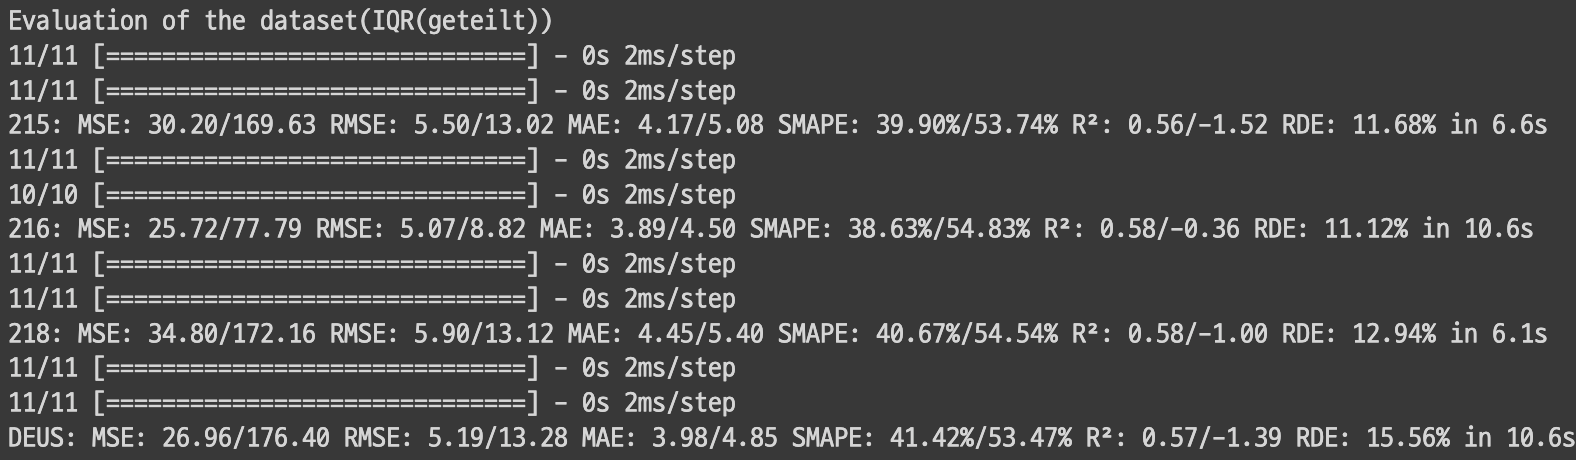 Evaluation of the dataset(IQR(geteilt))
11/11 [==============================] - 0s 2ms/step
11/11 [==============================] - 0s 2ms/step
215: MSE: 30.20/169.63 RMSE: 5.50/13.02 MAE: 4.17/5.08 SMAPE: 39.90%/53.74% R²: 0.56/-1.52 RDE: 11.68% in 6.6s
11/11 [==============================] - 0s 2ms/step
10/10 [==============================] - 0s 2ms/step
216: MSE: 25.72/77.79 RMSE: 5.07/8.82 MAE: 3.89/4.50 SMAPE: 38.63%/54.83% R²: 0.58/-0.36 RDE: 11.12% in 10.6s
11/11 [==============================] - 0s 2ms/step
11/11 [==============================] - 0s 2ms/step
218: MSE: 34.80/172.16 RMSE: 5.90/13.12 MAE: 4.45/5.40 SMAPE: 40.67%/54.54% R²: 0.58/-1.00 RDE: 12.94% in 6.1s
11/11 [==============================] - 0s 2ms/step
11/11 [==============================] - 0s 2ms/step
DEUS: MSE: 26.96/176.40 RMSE: 5.19/13.28 MAE: 3.98/4.85 SMAPE: 41.42%/53.47% R²: 0.57/-1.39 RDE: 15.56% in 10.6s